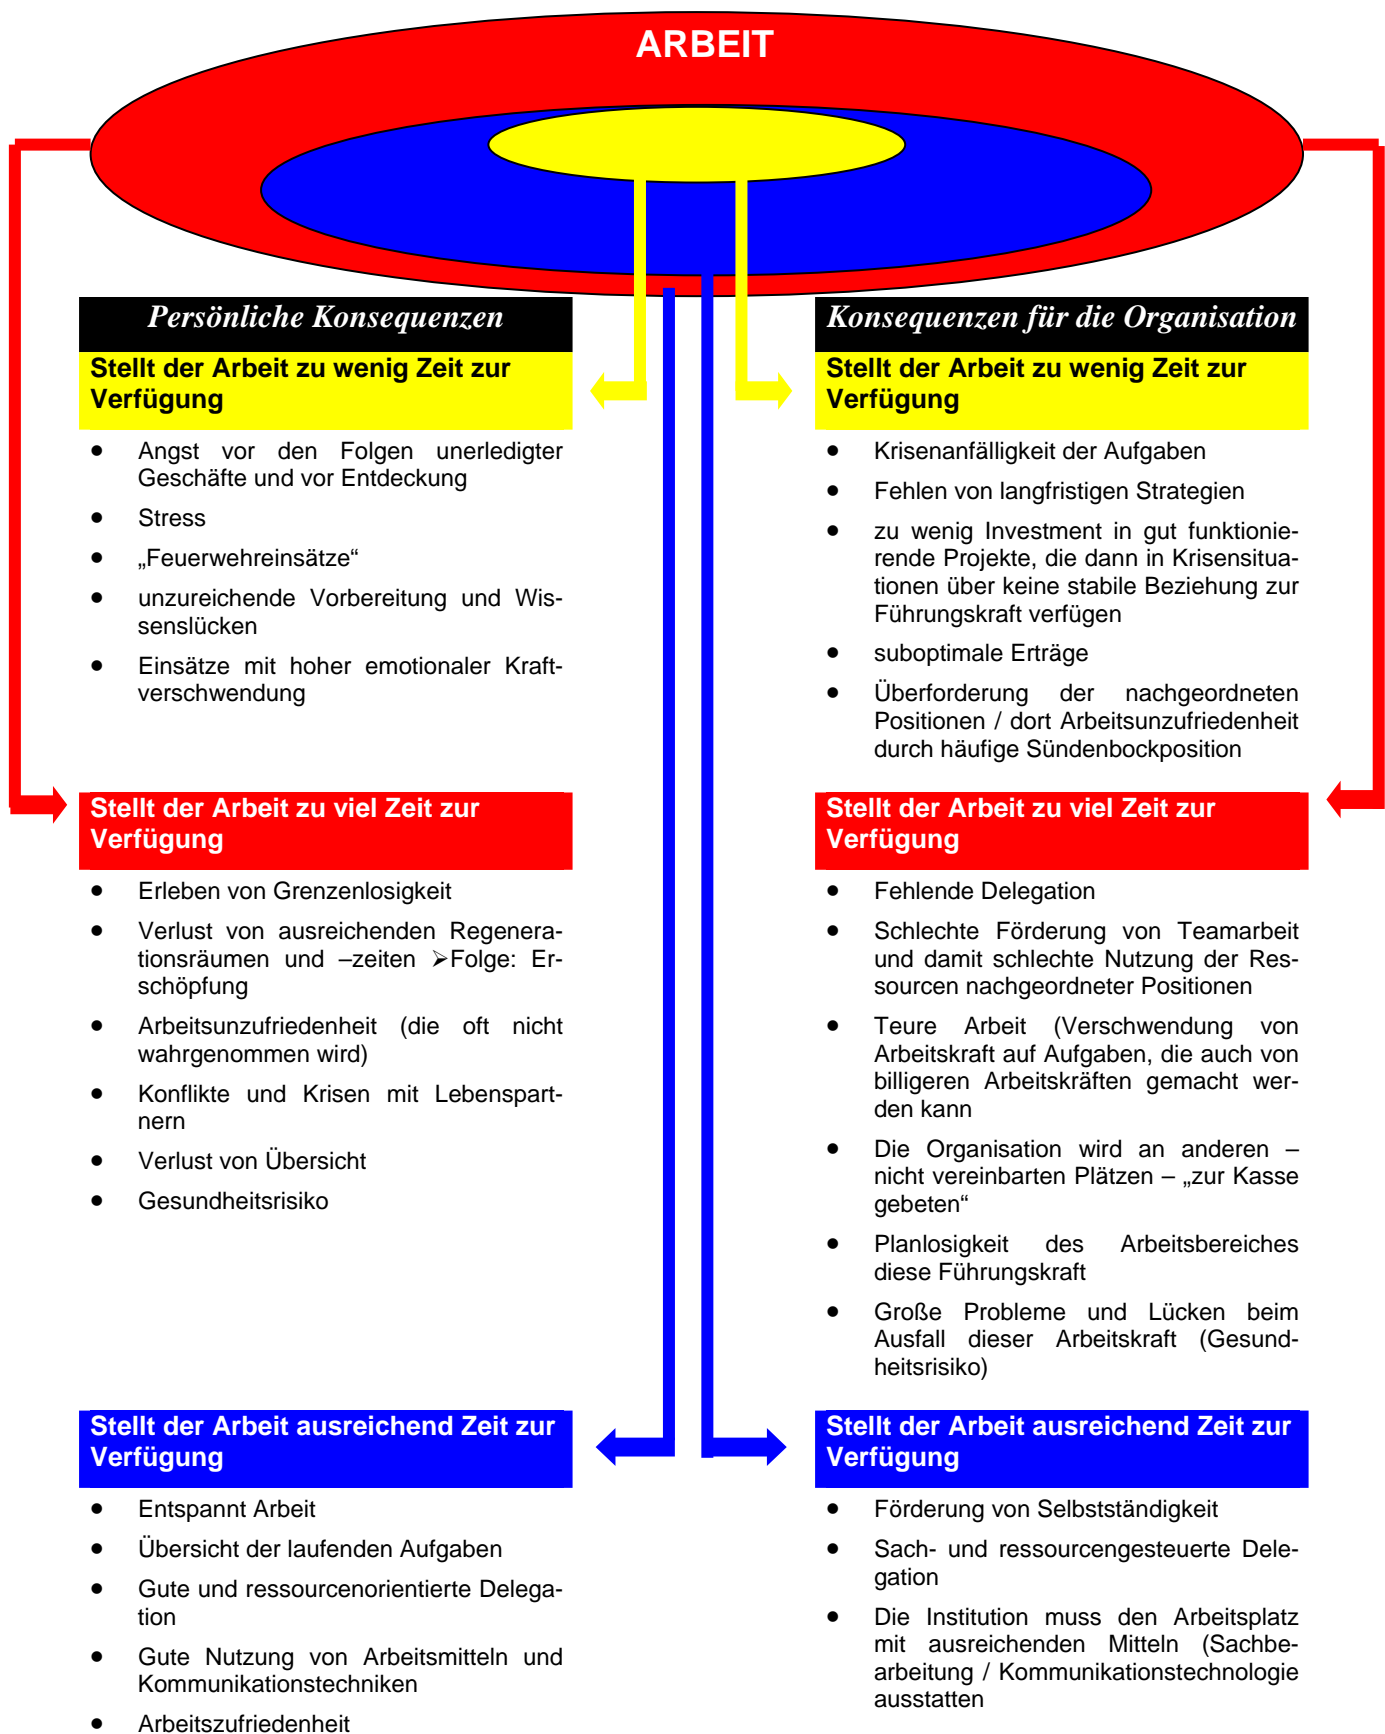 ARBEIT
Persönliche Konsequenzen
Stellt der Arbeit zu wenig Zeit zur
Verfügung
• Angst vor den Folgen unerledigter
Geschäfte und vor Entdeckung
• Stress
• „Feuerwehreinsätze“
• unzureichende Vorbereitung und Wis-
senslücken
• Einsätze mit hoher emotionaler Kraft-
verschwendung
Stellt der Arbeit zu viel Zeit zur
Verfügung
• Erleben von Grenzenlosigkeit
• Verlust von ausreichenden Regenera-
tionsräumen und –zeiten ➢Folge: Er-
schöpfung
• Arbeitsunzufriedenheit (die oft nicht
wahrgenommen wird)
• Konflikte und Krisen mit Lebenspart-
nern
• Verlust von Übersicht
• Gesundheitsrisiko
Stellt der Arbeit ausreichend Zeit zur
Verfügung
• Entspannt Arbeit
• Übersicht der laufenden Aufgaben
• Gute und ressourcenorientierte Delega-
tion
• Gute Nutzung von Arbeitsmitteln und
Kommunikationstechniken
• Arbeitszufriedenheit
Konsequenzen für die Organisation
Stellt der Arbeit zu wenig Zeit zur
Verfügung
• Krisenanfälligkeit der Aufgaben
• Fehlen von langfristigen Strategien
• zu wenig Investment in gut funktionie-
rende Projekte, die dann in Krisensitua-
tionen über keine stabile Beziehung zur
Führungskraft verfügen
• suboptimale Erträge
• Überforderung der nachgeordneten
Positionen / dort Arbeitsunzufriedenheit
durch häufige Sündenbockposition
Stellt der Arbeit zu viel Zeit zur
Verfügung
• Fehlende Delegation
• Schlechte Förderung von Teamarbeit
und damit schlechte Nutzung der Res-
sourcen nachgeordneter Positionen
• Teure Arbeit (Verschwendung von
Arbeitskraft auf Aufgaben, die auch von
billigeren Arbeitskräften gemacht wer-
den kann
• Die Organisation wird an anderen –
nicht vereinbarten Plätzen – „zur Kasse
gebeten“
• Planlosigkeit des Arbeitsbereiches
diese Führungskraft
• Große Probleme und Lücken beim
Ausfall dieser Arbeitskraft (Gesund-
heitsrisiko)
Stellt der Arbeit ausreichend Zeit zur
Verfügung
• Förderung von Selbstständigkeit
• Sach- und ressourcengesteuerte Dele-
gation
• Die Institution muss den Arbeitsplatz
mit ausreichenden Mitteln (Sachbe-
arbeitung / Kommunikationstechnologie
ausstatten